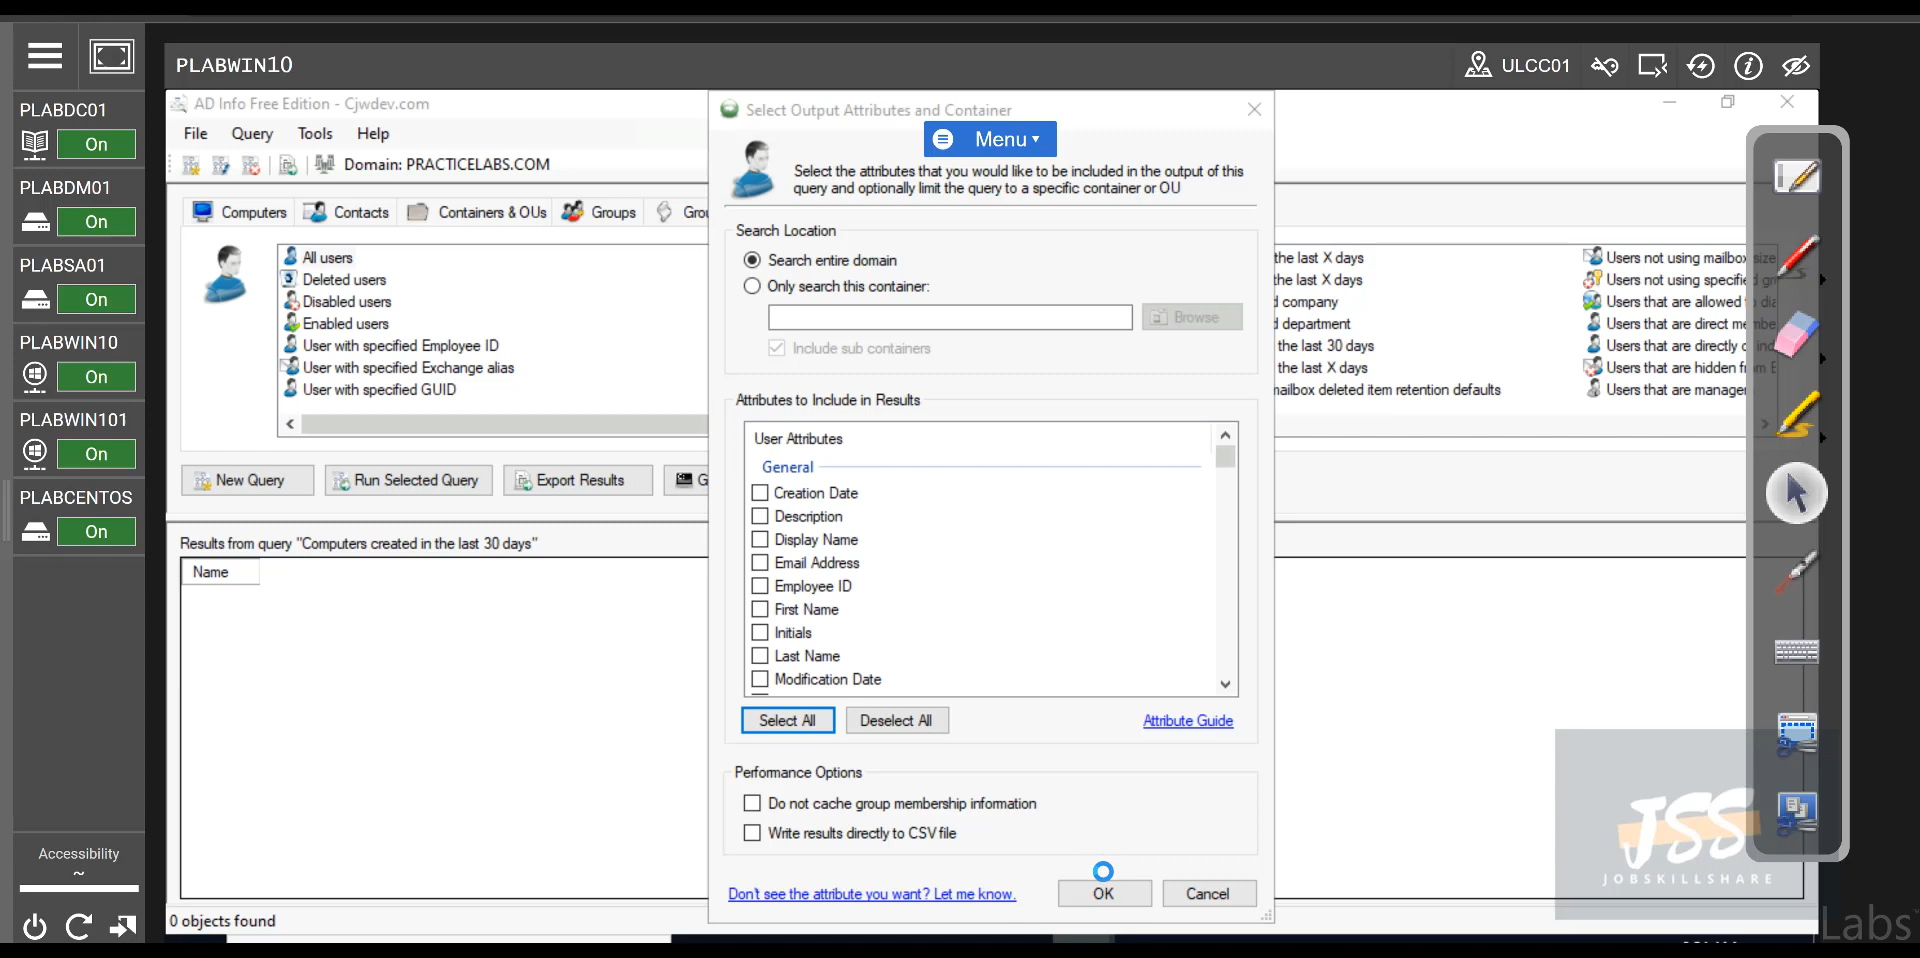 PLABWIN10
ULCC01
PLABDC01
On
PLABDM01
On
PLABSA01
On
PLABWIN10
On
PLABWIN101
On
PLABCENTOS
On
Accessibility
~
AD Info Free Edition - Cjwdev.com
File Query Tools Help
Domain: PRACTICELABS.COM
Computers Contacts Containers & OUs Groups
All users
Deleted users
Disabled users
Enabled users
User with specified Employee ID
User with specified Exchange alias
User with specified GUID
New Query Run Selected Query Export Results G
Results from query "Computers created in the last 30 days"
Name
0 objects found
Select Output Attributes and Container
Menu
Select the attributes that you would like to be included in the output of this
query and optionally limit the query to a specific container or OU
Search Location
Search entire domain
Only search this container:
Browse
Include sub containers
Attributes to Include in Results
User Attributes
General
Creation Date
Description
Display Name
Email Address
Employee ID
First Name
Initials
Last Name
Modification Date
Select All Deselect All Attribute Guide
Performance Options
Do not cache group membership information
Write results directly to CSV file
Don't see the attribute you want? Let me know.
OK Cancel
the last X days
the last X days
company
department
the last 30 days
the last X days
mailbox deleted item retention defaults
Users not using mailbox size
Users not using specified
Users that are allowed
Users that are direct
Users that are directly
Users that are hidden
Users that are manager
JSS
JOBSKILLSHARE
Labs